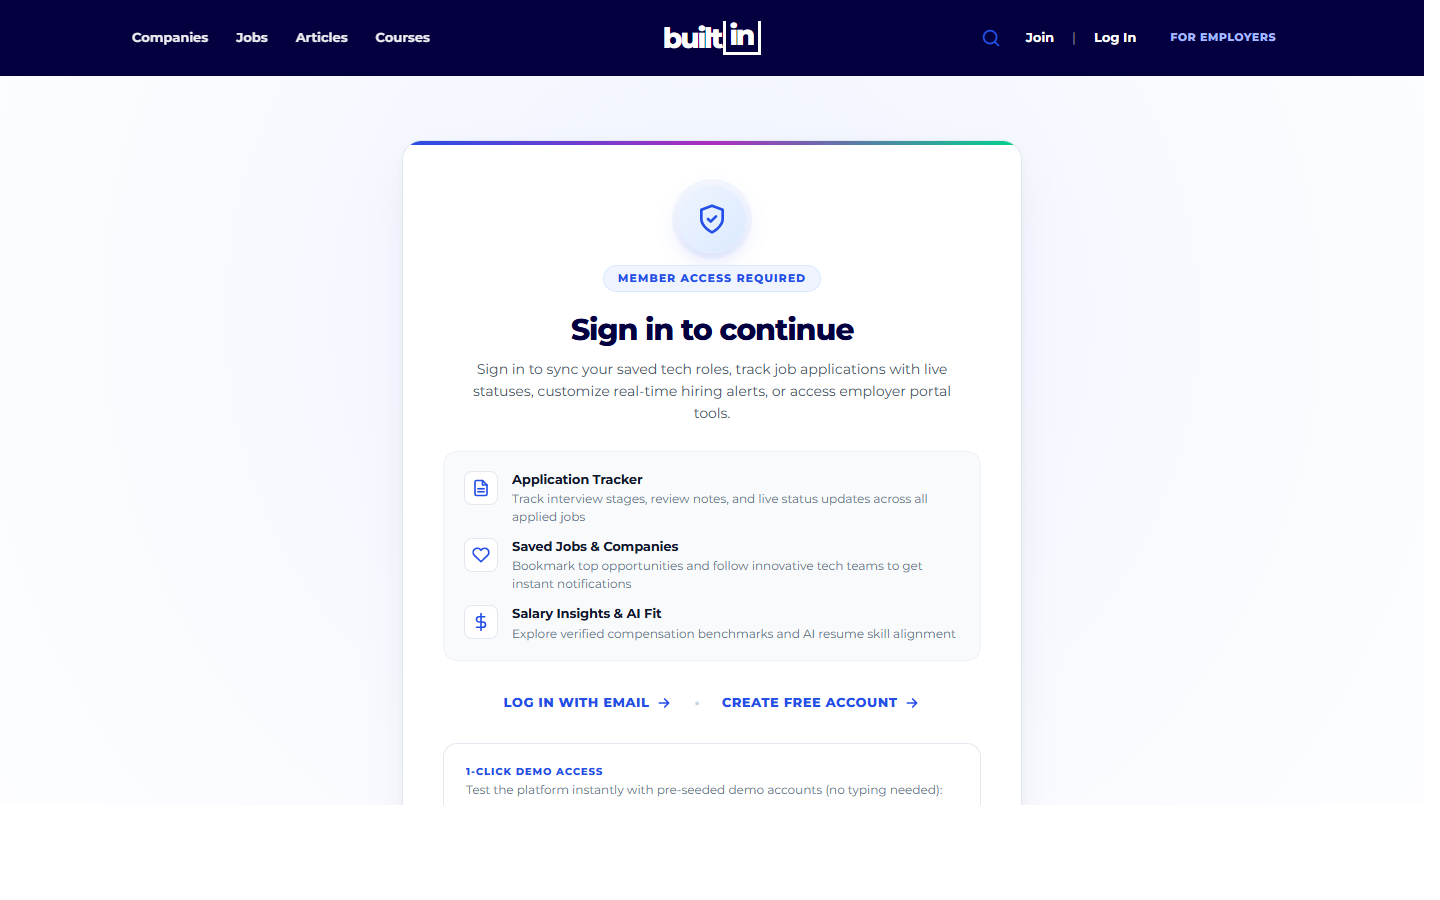 Companies Jobs Articles Courses
built in
Join | Log In FOR EMPLOYERS
MEMBER ACCESS REQUIRED
Sign in to continue
Sign in to sync your saved tech roles, track job applications with live
statuses, customize real-time hiring alerts, or access employer portal
tools.
Application Tracker
Track interview stages, review notes, and live status updates across all
applied jobs
Saved Jobs & Companies
Bookmark top opportunities and follow innovative tech teams to get
instant notifications
Salary Insights & AI Fit
Explore verified compensation benchmarks and AI resume skill alignment
LOG IN WITH EMAIL → • CREATE FREE ACCOUNT →
1-CLICK DEMO ACCESS
Test the platform instantly with pre-seeded demo accounts (no typing needed):